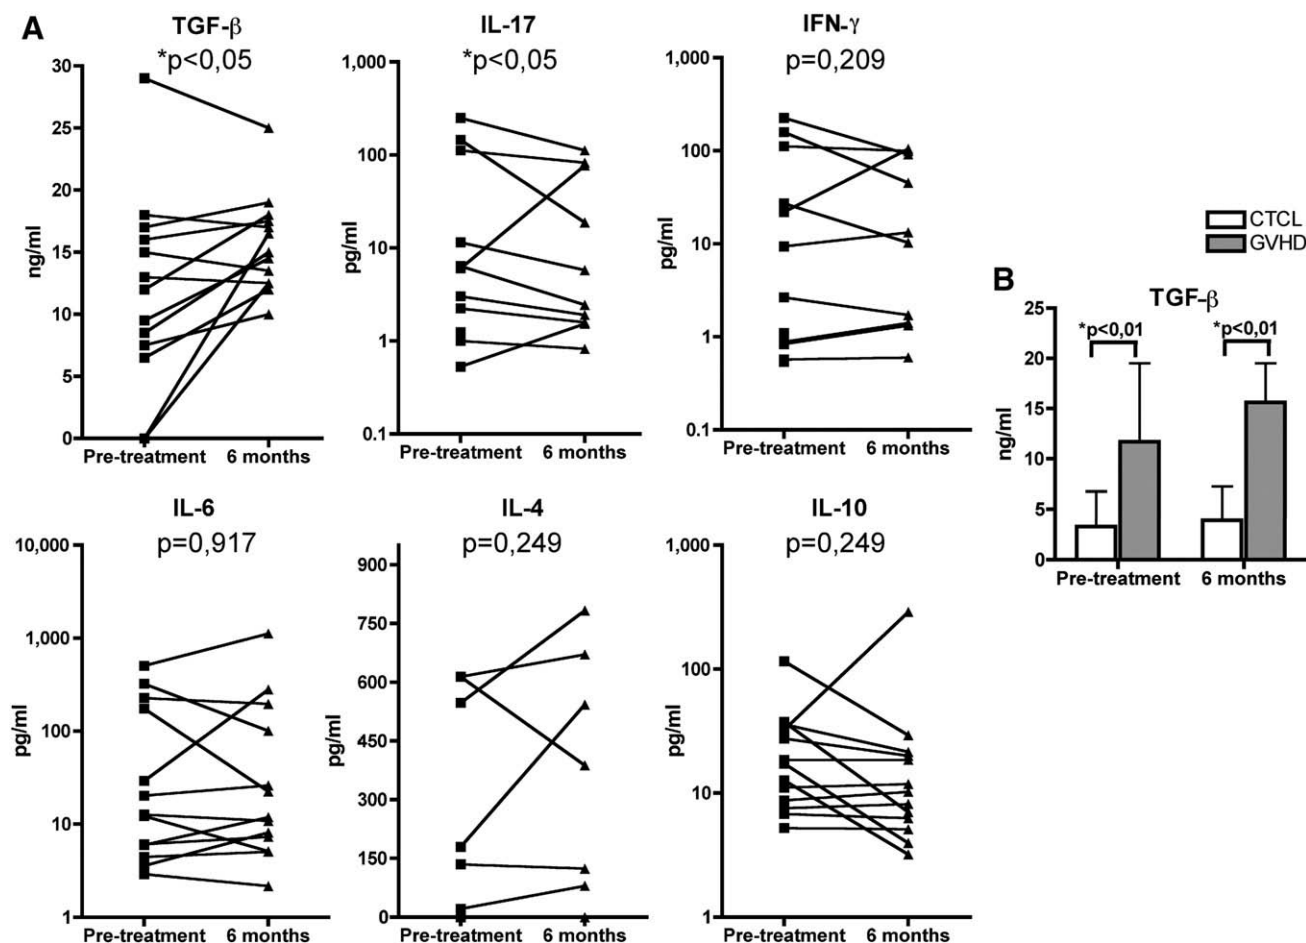 A
TGF-β
*p<0,05
30
25
20
15
10
5
0
ng/ml
Pre-treatment 6 months
IL-17
*p<0,05
1,000
100
10
1
0.1
pg/ml
Pre-treatment 6 months
IFN-γ
p=0,209
1,000
100
10
1
0.1
pg/ml
Pre-treatment 6 months
IL-6
p=0,917
10,000
1,000
100
10
1
pg/ml
Pre-treatment 6 months
IL-4
p=0,249
900
750
600
450
300
150
0
pg/ml
Pre-treatment 6 months
IL-10
p=0,249
1,000
100
10
1
pg/ml
Pre-treatment 6 months
CTCL
GVHD
B
TGF-β
*p<0,01 *p<0,01
25
20
15
10
5
0
ng/ml
Pre-treatment 6 months